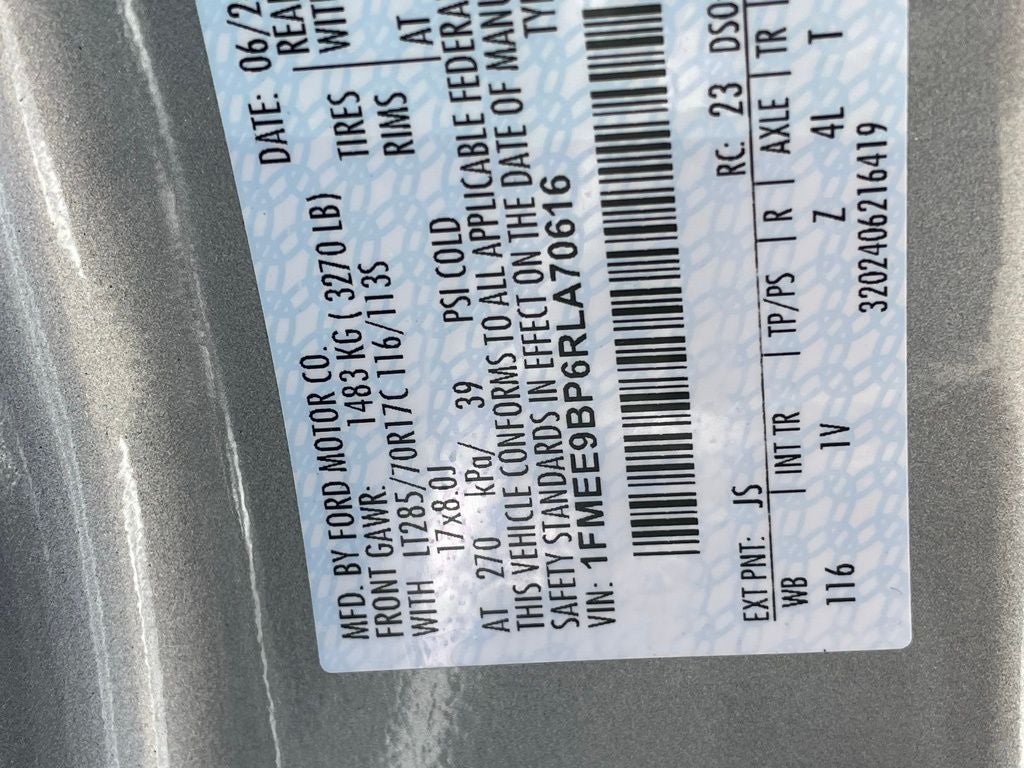 MFD. BY FORD MOTOR CO.
DATE: 06/2
FRONT GAWR: 1483 KG ( 3270 LB)
WITH LT285/70R17C 116/113S TIRES
17x8.0J RIMS
AT 270 kPa/ 39 PSI COLD AT
THIS VEHICLE CONFORMS TO ALL APPLICABLE
SAFETY STANDARDS IN EFFECT ON THE DATE OF
VIN: 1FMEE9BP6RLA70616
EXT PNT: JS RC: 23 DSO
WB INT TR TP/PS R AXLE TR
116 1V Z 4L T
3202406216419